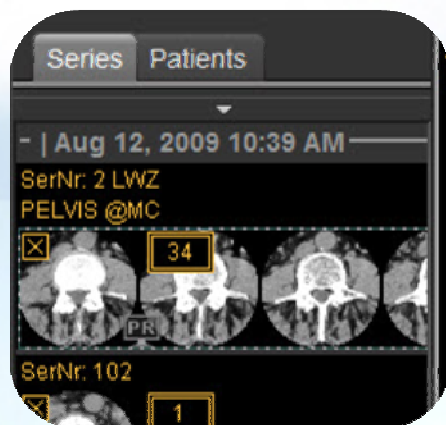 Series Patients
- | Aug 12, 2009 10:39 AM
SerNr: 2 LWZ
PELVIS @MC
34
PR
SerNr: 102
1